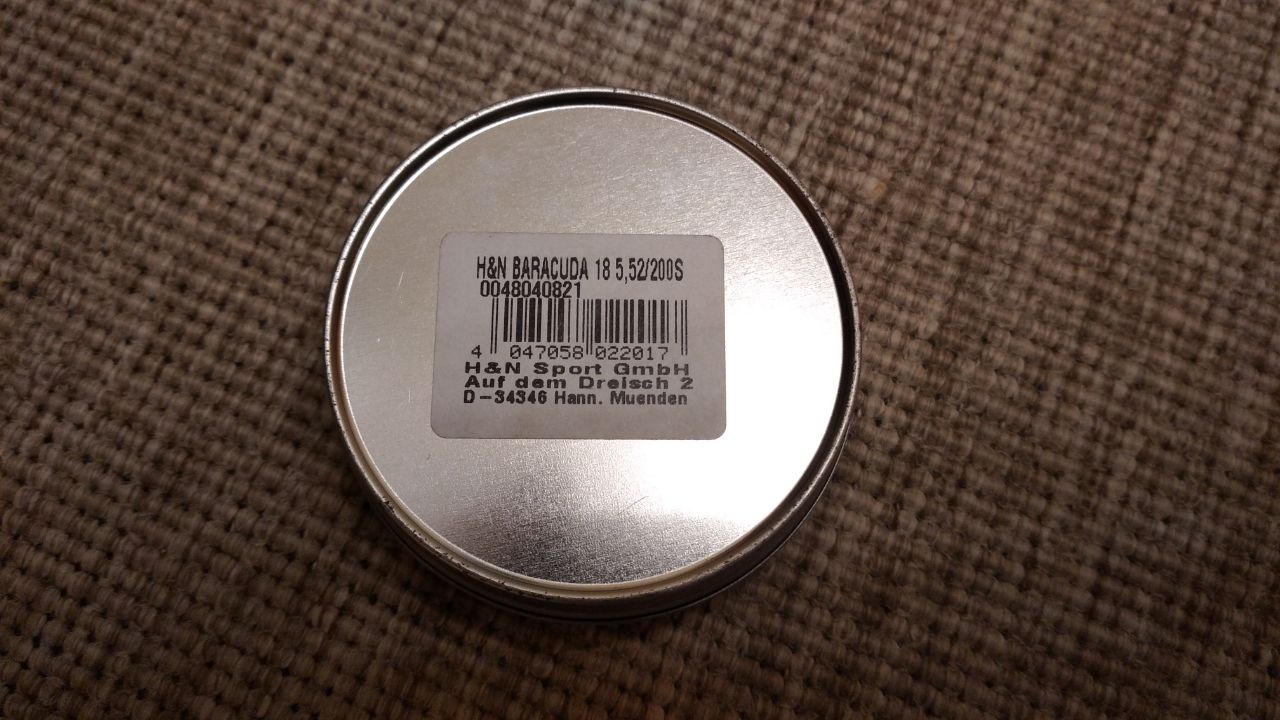 H&N BARACUDA 18 5,52/200S
0048040821
4 047058 022017
H&N Sport GmbH
Auf dem Dreisch 2
D-34346 Hann. Muenden